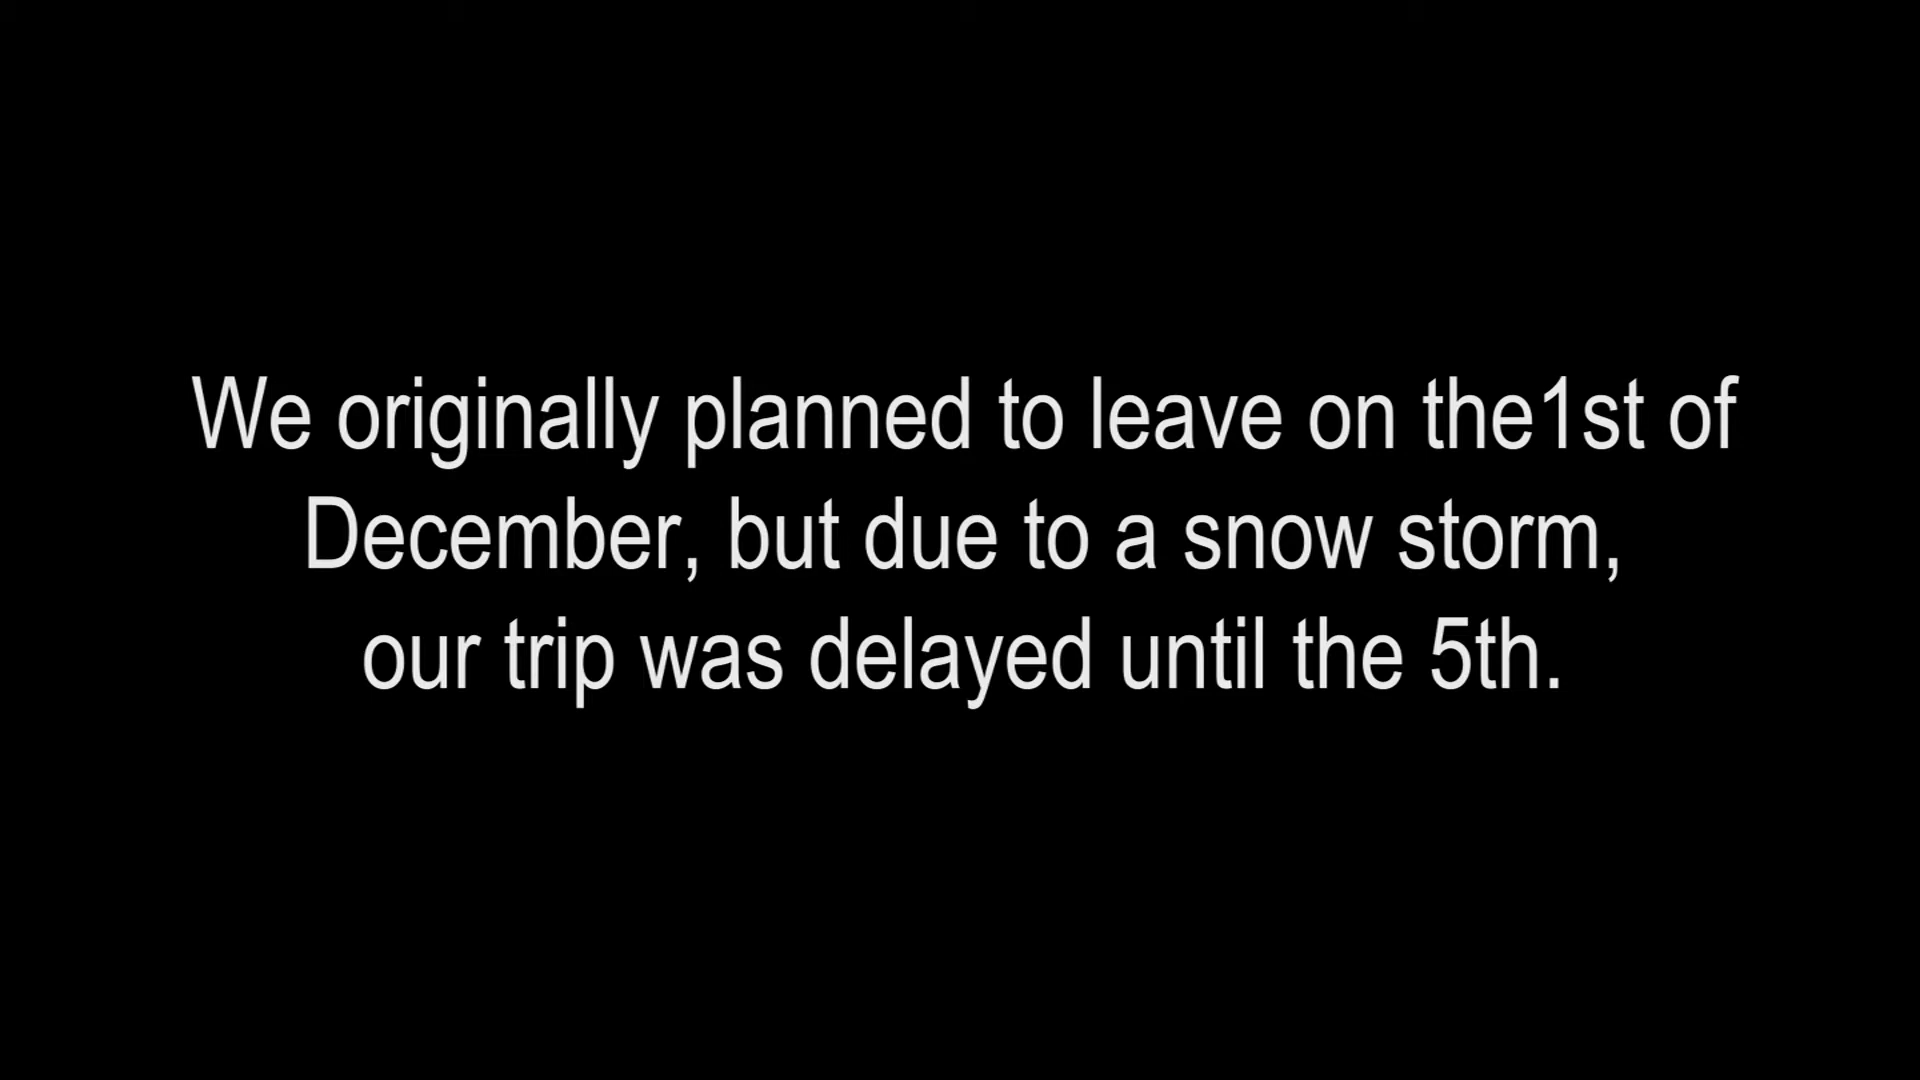 We originally planned to leave on the1st of
December, but due to a snow storm,
our trip was delayed until the 5th.